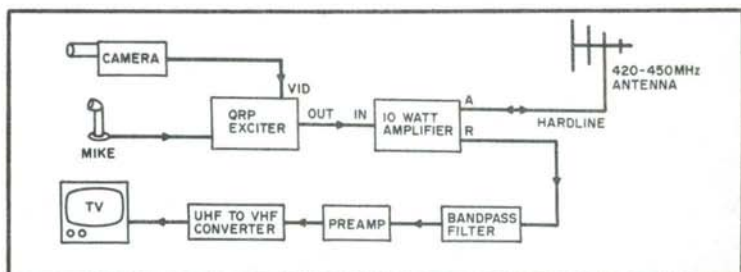 CAMERA
VID
MIKE
QRP
EXCITER
OUT
IN
10 WATT
AMPLIFIER
A
R
HARDLINE
420-450MHz
ANTENNA
TV
UHF TO VHF
CONVERTER
PREAMP
BANDPASS
FILTER